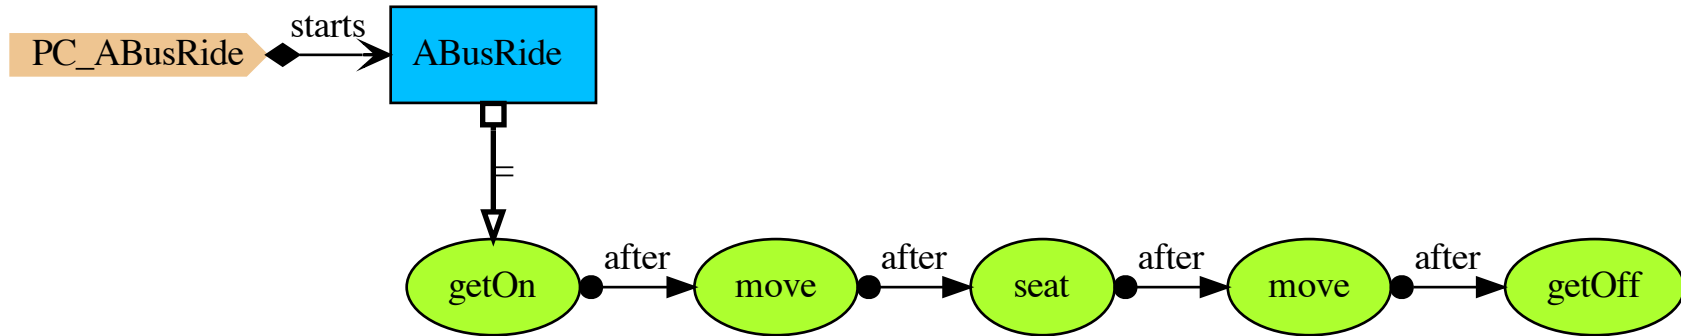 starts
PC_ABusRide
ABusRide
=
after
after
after
after
getOn
move
seat
move
getOff